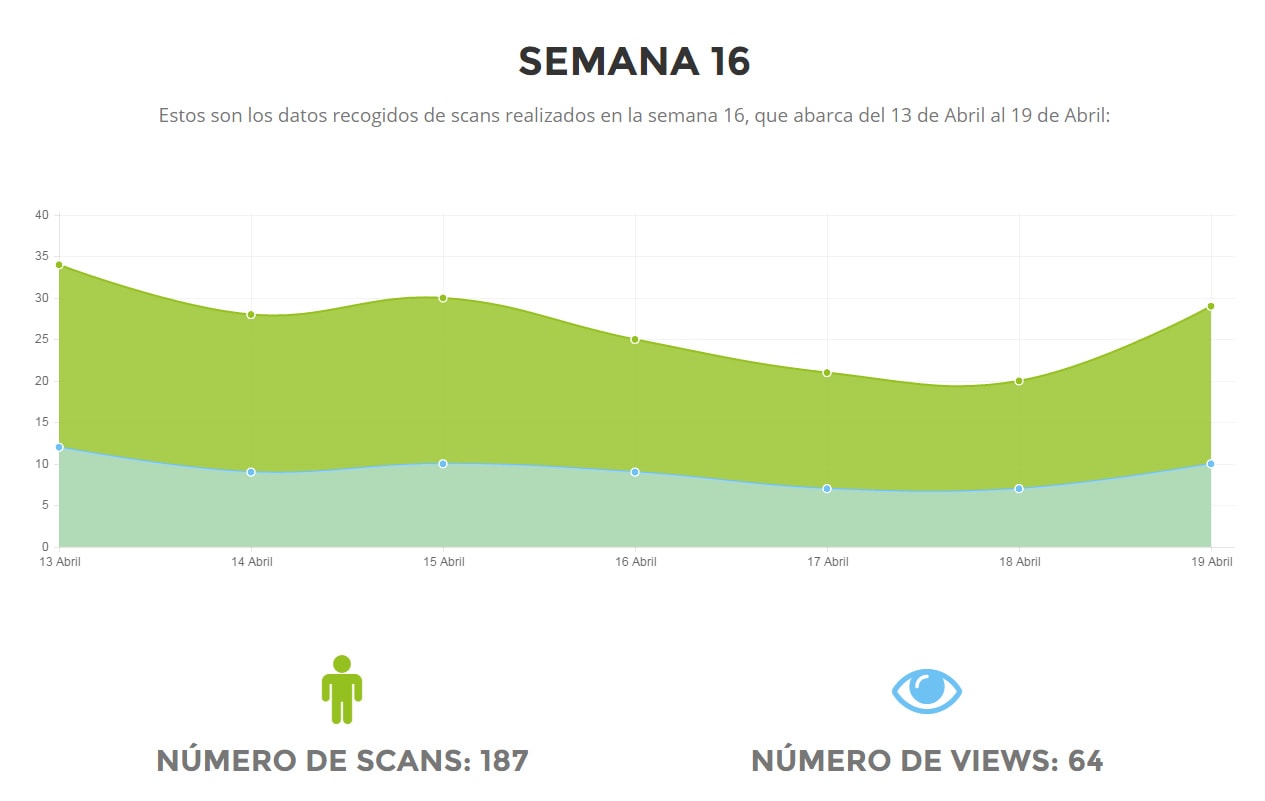 SEMANA 16
Estos son los datos recogidos de scans realizados en la semana 16, que abarca del 13 de Abril al 19 de Abril:
40
35
30
25
20
15
10
5
0
13 Abril 14 Abril 15 Abril 16 Abril 17 Abril 18 Abril 19 Abril
NÚMERO DE SCANS: 187 NÚMERO DE VIEWS: 64